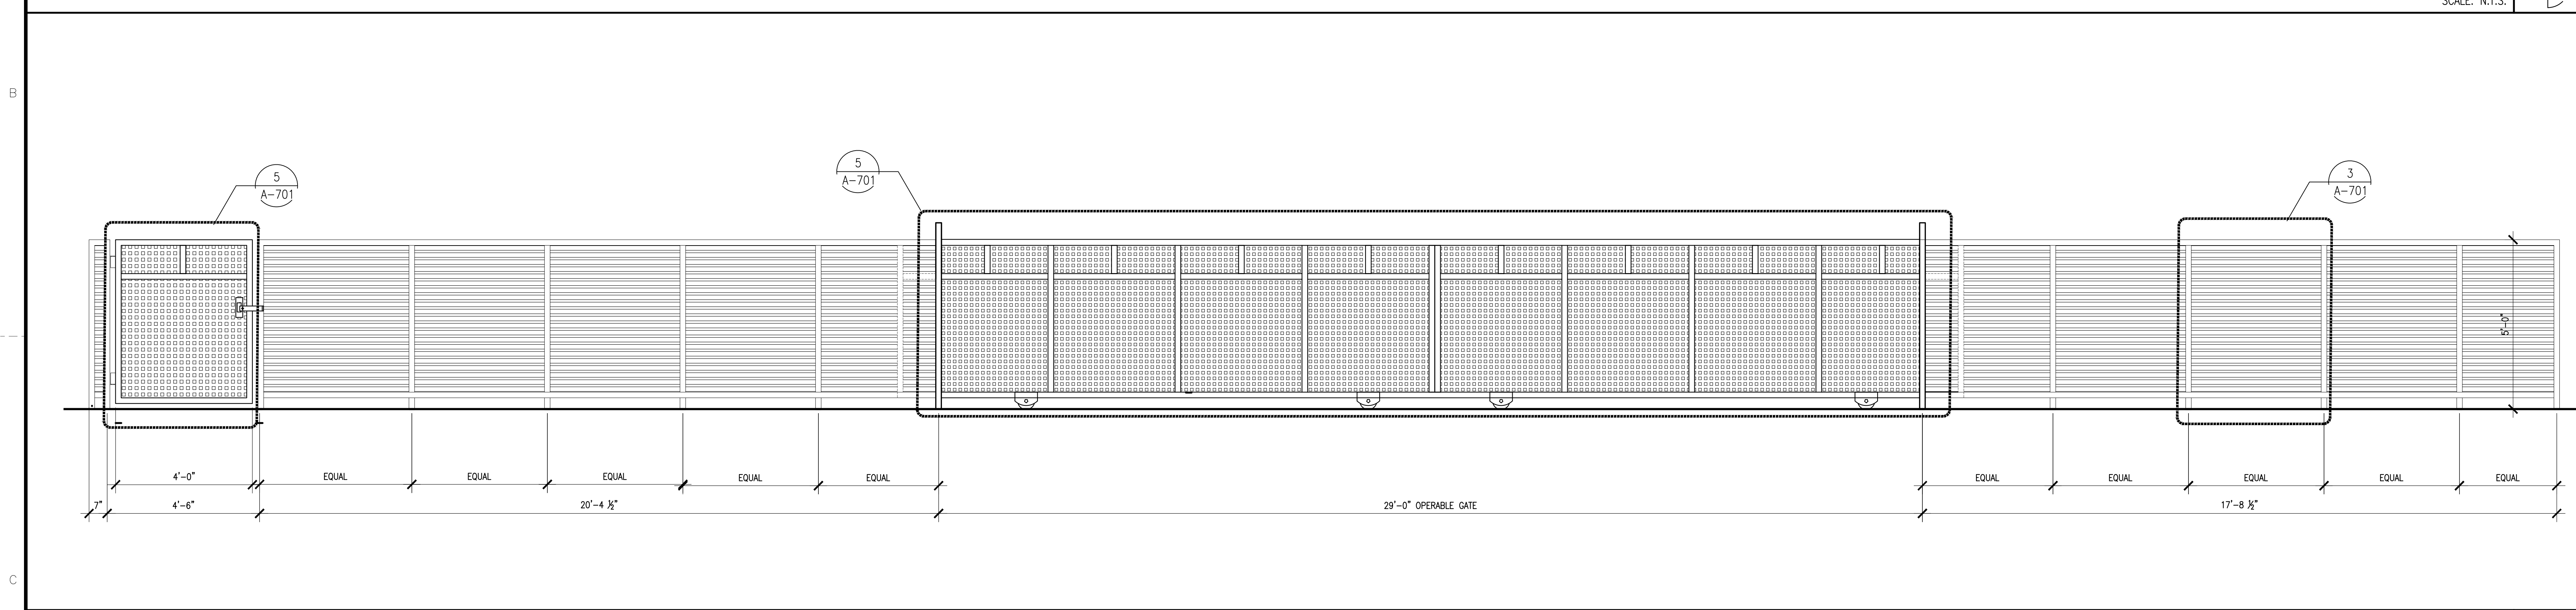 SCALE: N.T.S.
B
5
A-701
5
A-701
3
A-701
5'-0"
4'-0"
EQUAL
EQUAL
EQUAL
EQUAL
EQUAL
EQUAL
EQUAL
EQUAL
EQUAL
EQUAL
7"
4'-6"
20'-4 ½"
29'-0" OPERABLE GATE
17'-8 ½"
C